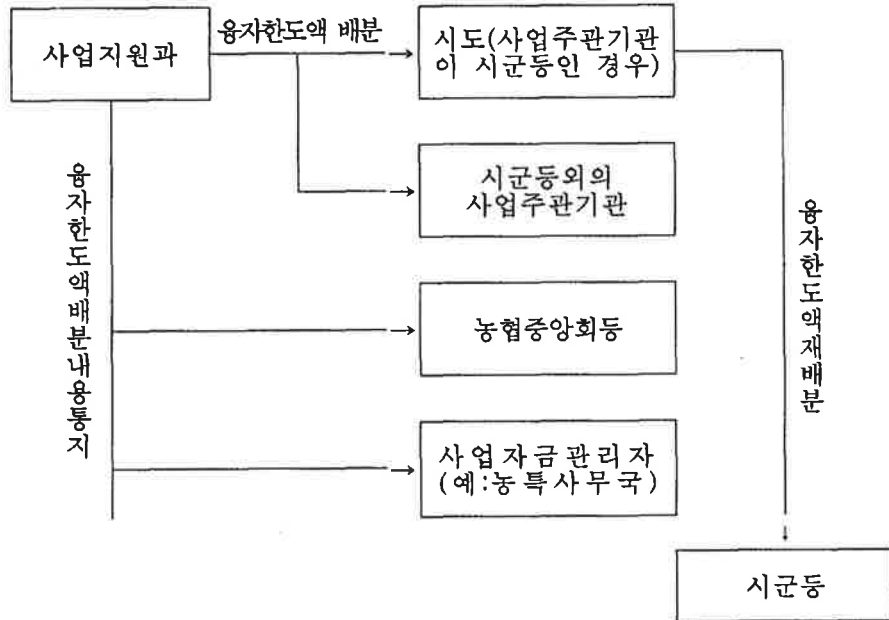 사업지원과
융자한도액 배분
시도(사업주관기관
이 시군등인 경우)
시군등외의
사업주관기관
융자한도액배분내용통지
농협중앙회등
융자한도액재배분
사업자금관리자
(예:농특사무국)
시군등